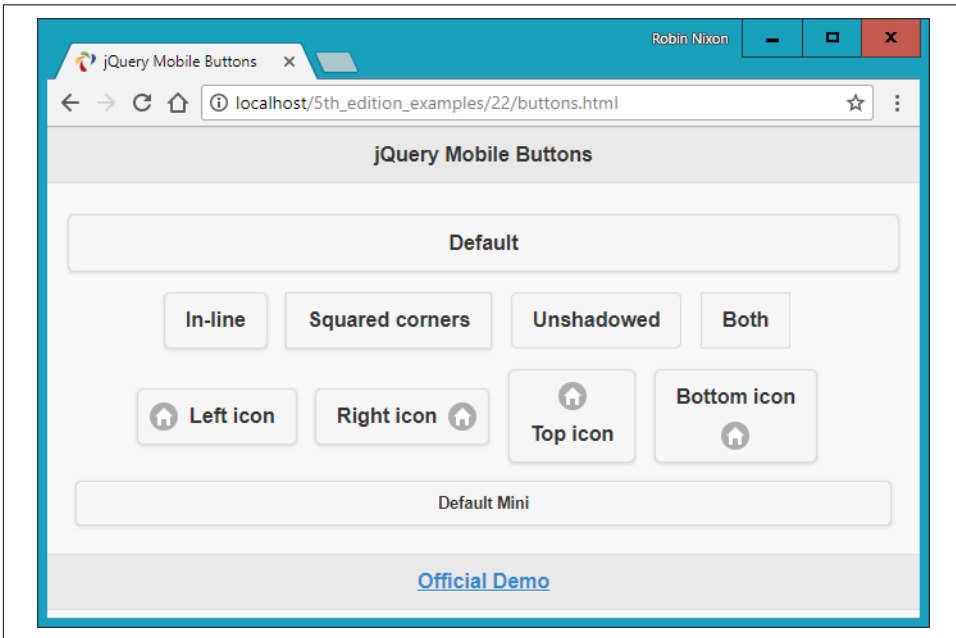 Robin Nixon
jQuery Mobile Buttons
localhost/5th_edition_examples/22/buttons.html
jQuery Mobile Buttons
Default
In-line Squared corners Unshadowed Both
Left icon Right icon Top icon Bottom icon
Default Mini
Official Demo